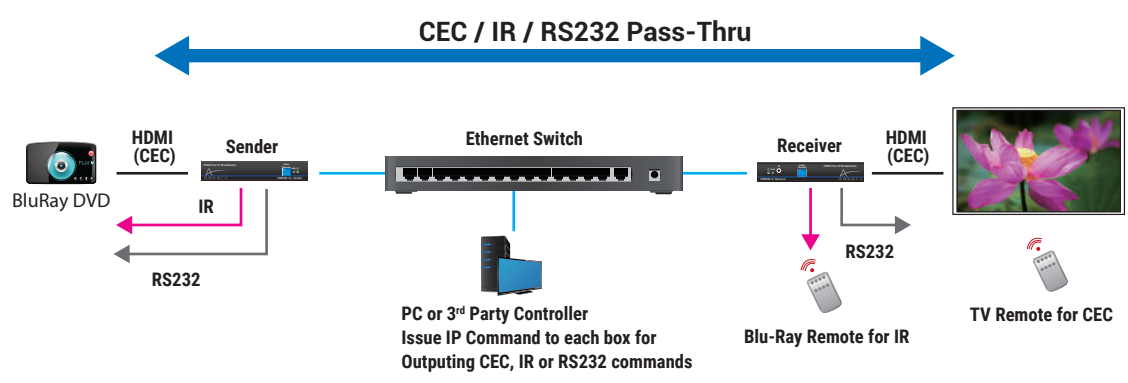 CEC / IR / RS232 Pass-Thru
HDMI
(CEC)
Sender
Ethernet Switch
Receiver
HDMI
(CEC)
PLAY
BluRay DVD
IR
RS232
RS232
PC or 3rd Party Controller
Issue IP Command to each box for
Outputing CEC, IR or RS232 commands
Blu-Ray Remote for IR
TV Remote for CEC